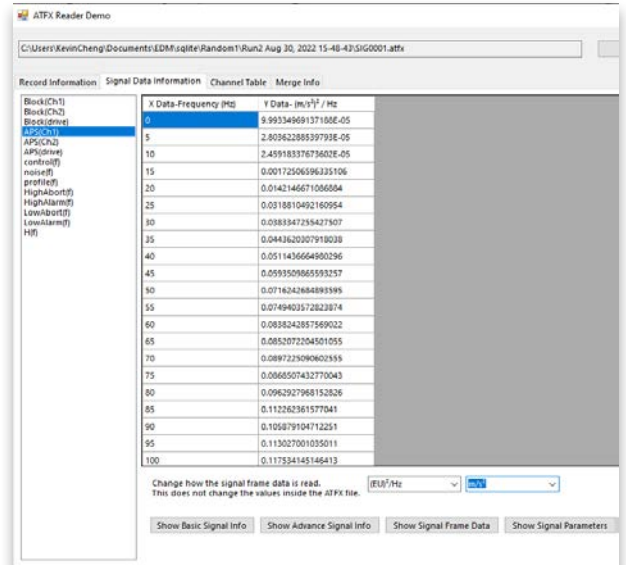 ATFX Reader Demo
C:\Users\KevinCheng\Documents\EDM\sqlite\Random1\Run2 Aug 30, 2022 15-48-43\SIG0001.atfx
Record Information Signal Data Information Channel Table Merge Info
Block(Ch1)
Block(Ch2)
Block(drive)
APS(Ch1)
APS(Ch2)
APS(drive)
control(f)
noise(f)
profile(f)
HighAbort(f)
HighAlarm(f)
LowAbort(f)
LowAlarm(f)
H(f)
X Data-Frequency (Hz) Y Data- (m/s²)² / Hz
0 9.99334969137188E-05
5 2.80362288539793E-05
10 2.45918337673602E-05
15 0.00172506596335106
20 0.0142146671086884
25 0.0318810492160954
30 0.0383347255427507
35 0.0443620307918038
40 0.0511436664980296
45 0.0593509865593257
50 0.0716242684893595
55 0.0749403572823874
60 0.0838242857569022
65 0.0852072204501055
70 0.0897225090602555
75 0.0868507432770043
80 0.0962927968152826
85 0.112262361577041
90 0.105879104712251
95 0.113027001035011
100 0.117534145146413
Change how the signal frame data is read.
This does not change the values inside the ATFX file.
(EU)²/Hz m/s²
Show Basic Signal Info Show Advance Signal Info Show Signal Frame Data Show Signal Parameters